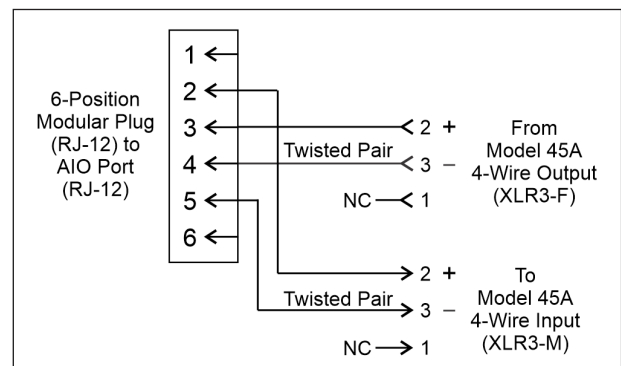 6-Position
Modular Plug
(RJ-12) to
AIO Port
(RJ-12)
1
2
3
4
5
6
Twisted Pair
2 +
3 –
NC 1
From
Model 45A
4-Wire Output
(XLR3-F)
Twisted Pair
2 +
3 –
NC 1
To
Model 45A
4-Wire Input
(XLR3-M)